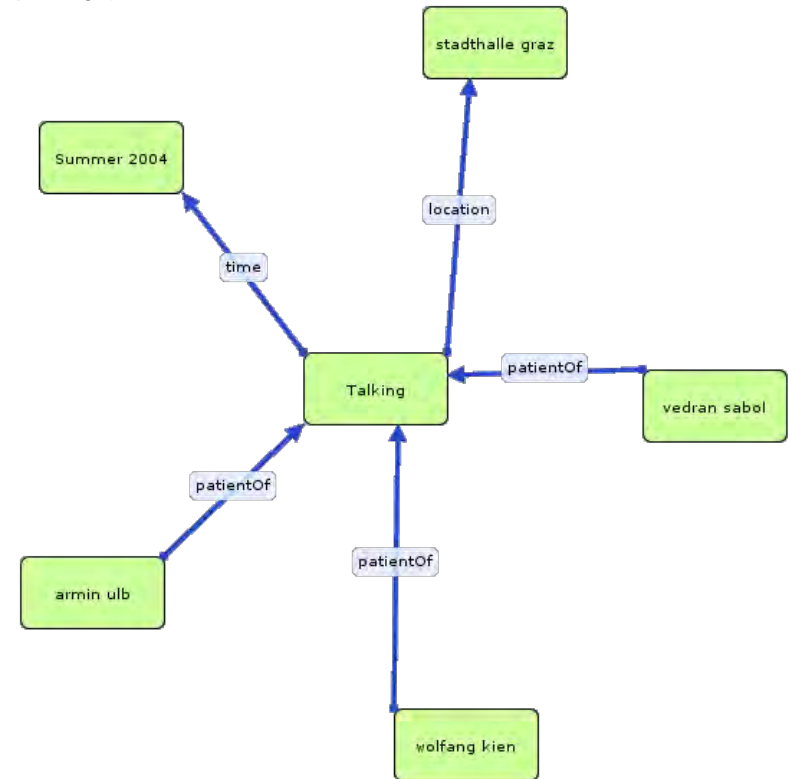 stadthalle graz
Summer 2004
location
time
patientOf
Talking
vedran sabol
patientOf
patientOf
armin ulb
wolfang kien